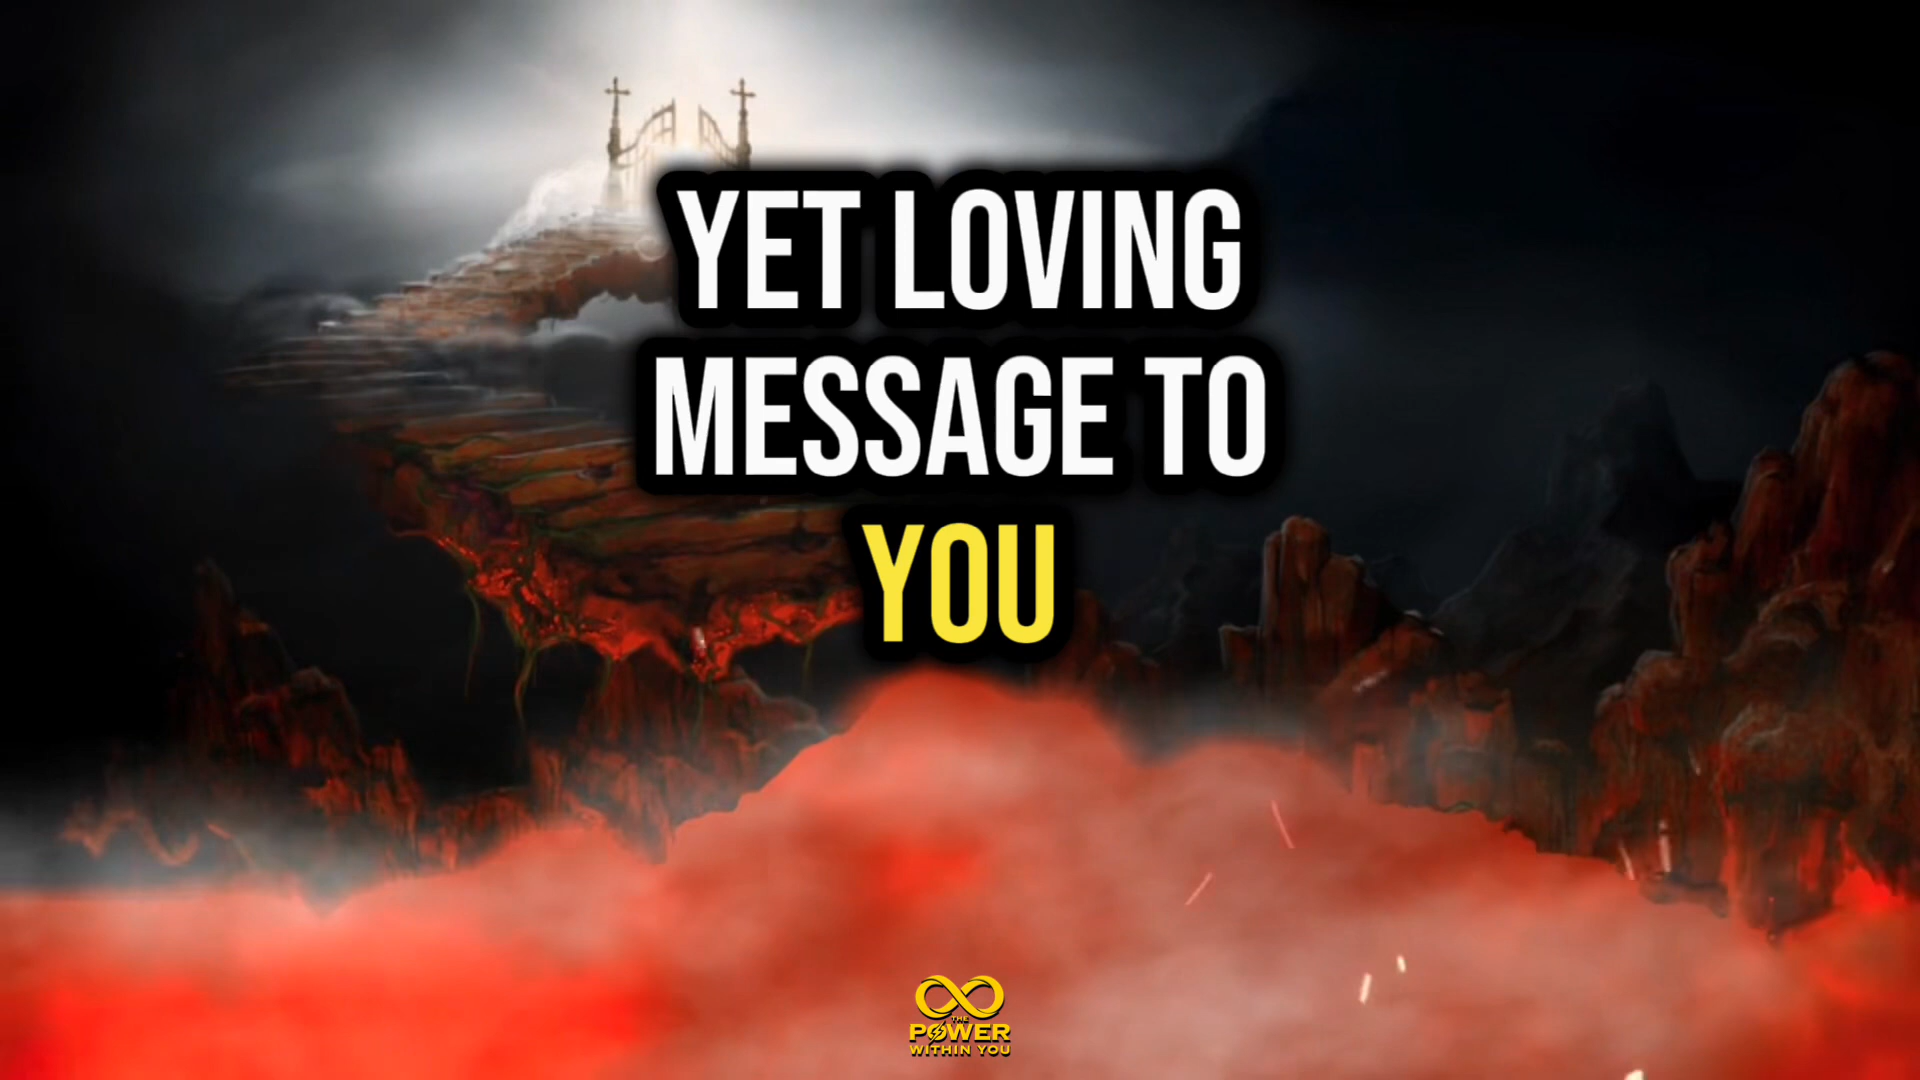 YET LOVING
MESSAGE TO
YOU
THE
POWER
WITHIN YOU